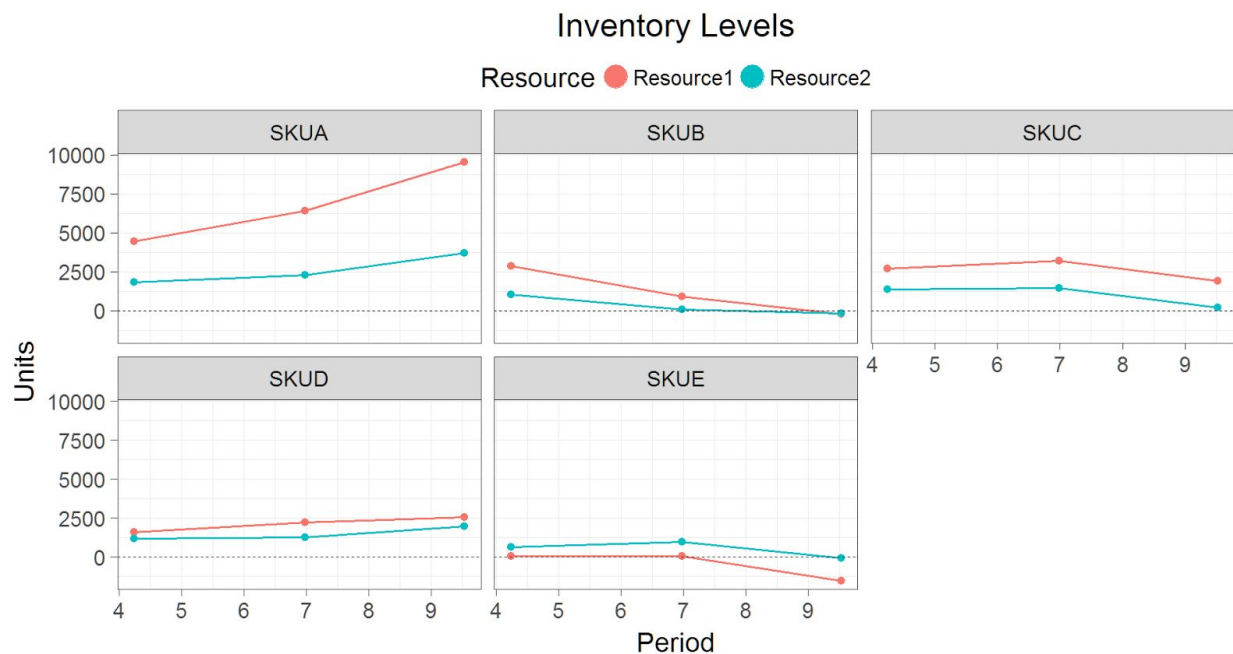 Inventory Levels
Resource Resource1 Resource2
SKUA SKUB SKUC
10000
7500
5000
2500
0
4 5 6 7 8 9
SKUD SKUE
10000
7500
5000
2500
0
4 5 6 7 8 9 4 5 6 7 8 9
Units
Period